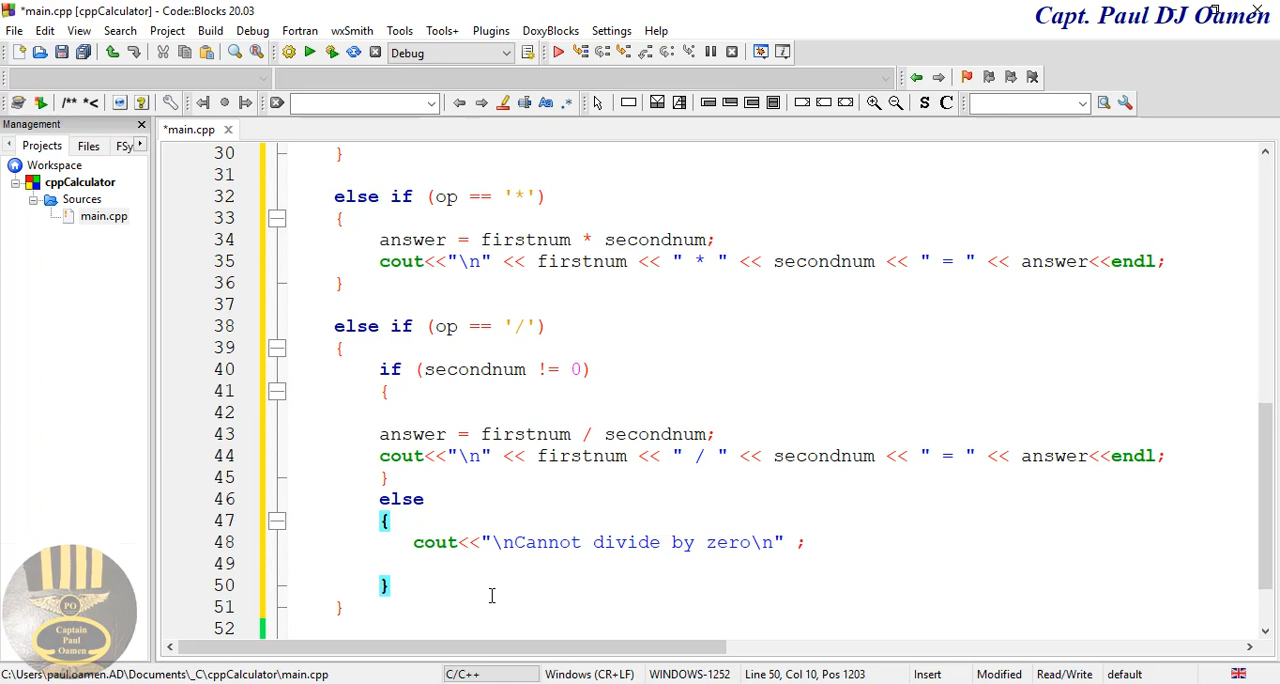 *main.cpp [cppCalculator] - Code::Blocks 20.03
Capt. Paul DJ Oamen
File Edit View Search Project Build Debug Fortran wxSmith Tools Tools+ Plugins DoxyBlocks Settings Help
Debug
/** *<
S C
Management
*main.cpp
Projects Files FSy
Workspace
cppCalculator
Sources
main.cpp
30 }
31
32 else if (op == '*')
33 {
34 answer = firstnum * secondnum;
35 cout<<"\n" << firstnum << " * " << secondnum << " = " << answer<<endl;
36 }
37
38 else if (op == '/')
39 {
40 if (secondnum != 0)
41 {
42
43 answer = firstnum / secondnum;
44 cout<<"\n" << firstnum << " / " << secondnum << " = " << answer<<endl;
45 }
46 else
47 {
48 cout<<"\nCannot divide by zero\n" ;
49
50 }
51 }
52
PO
Captain
Paul
Oamen
C:\Users\paul.oamen.AD\Documents\_C\cppCalculator\main.cpp C/C++ Windows (CR+LF) WINDOWS-1252 Line 50, Col 10, Pos 1203 Insert Modified Read/Write default